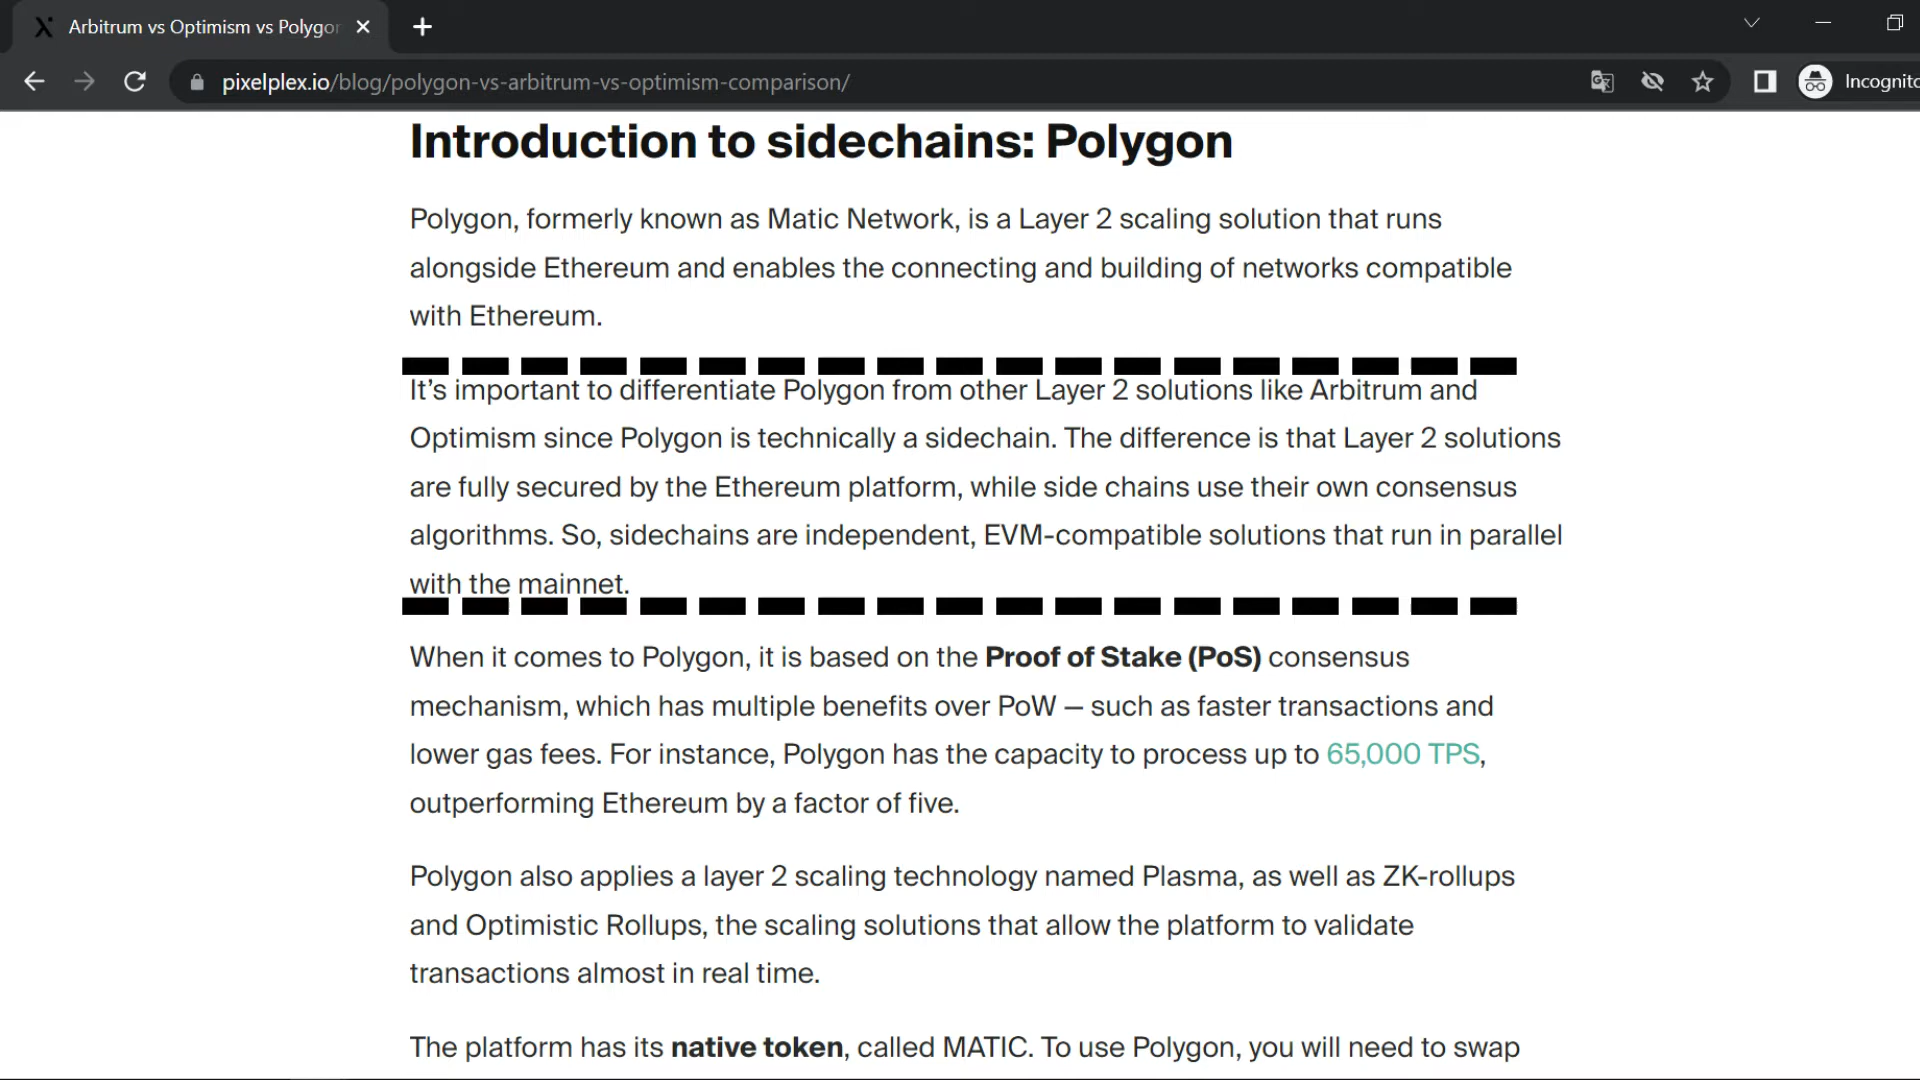 Arbitrum vs Optimism vs Polygon
pixelplex.io/blog/polygon-vs-arbitrum-vs-optimism-comparison/
Incognito
Introduction to sidechains: Polygon
Polygon, formerly known as Matic Network, is a Layer 2 scaling solution that runs
alongside Ethereum and enables the connecting and building of networks compatible
with Ethereum.
It’s important to differentiate Polygon from other Layer 2 solutions like Arbitrum and
Optimism since Polygon is technically a sidechain. The difference is that Layer 2 solutions
are fully secured by the Ethereum platform, while side chains use their own consensus
algorithms. So, sidechains are independent, EVM-compatible solutions that run in parallel
with the mainnet.
When it comes to Polygon, it is based on the Proof of Stake (PoS) consensus
mechanism, which has multiple benefits over PoW — such as faster transactions and
lower gas fees. For instance, Polygon has the capacity to process up to 65,000 TPS,
outperforming Ethereum by a factor of five.
Polygon also applies a layer 2 scaling technology named Plasma, as well as ZK-rollups
and Optimistic Rollups, the scaling solutions that allow the platform to validate
transactions almost in real time.
The platform has its native token, called MATIC. To use Polygon, you will need to swap